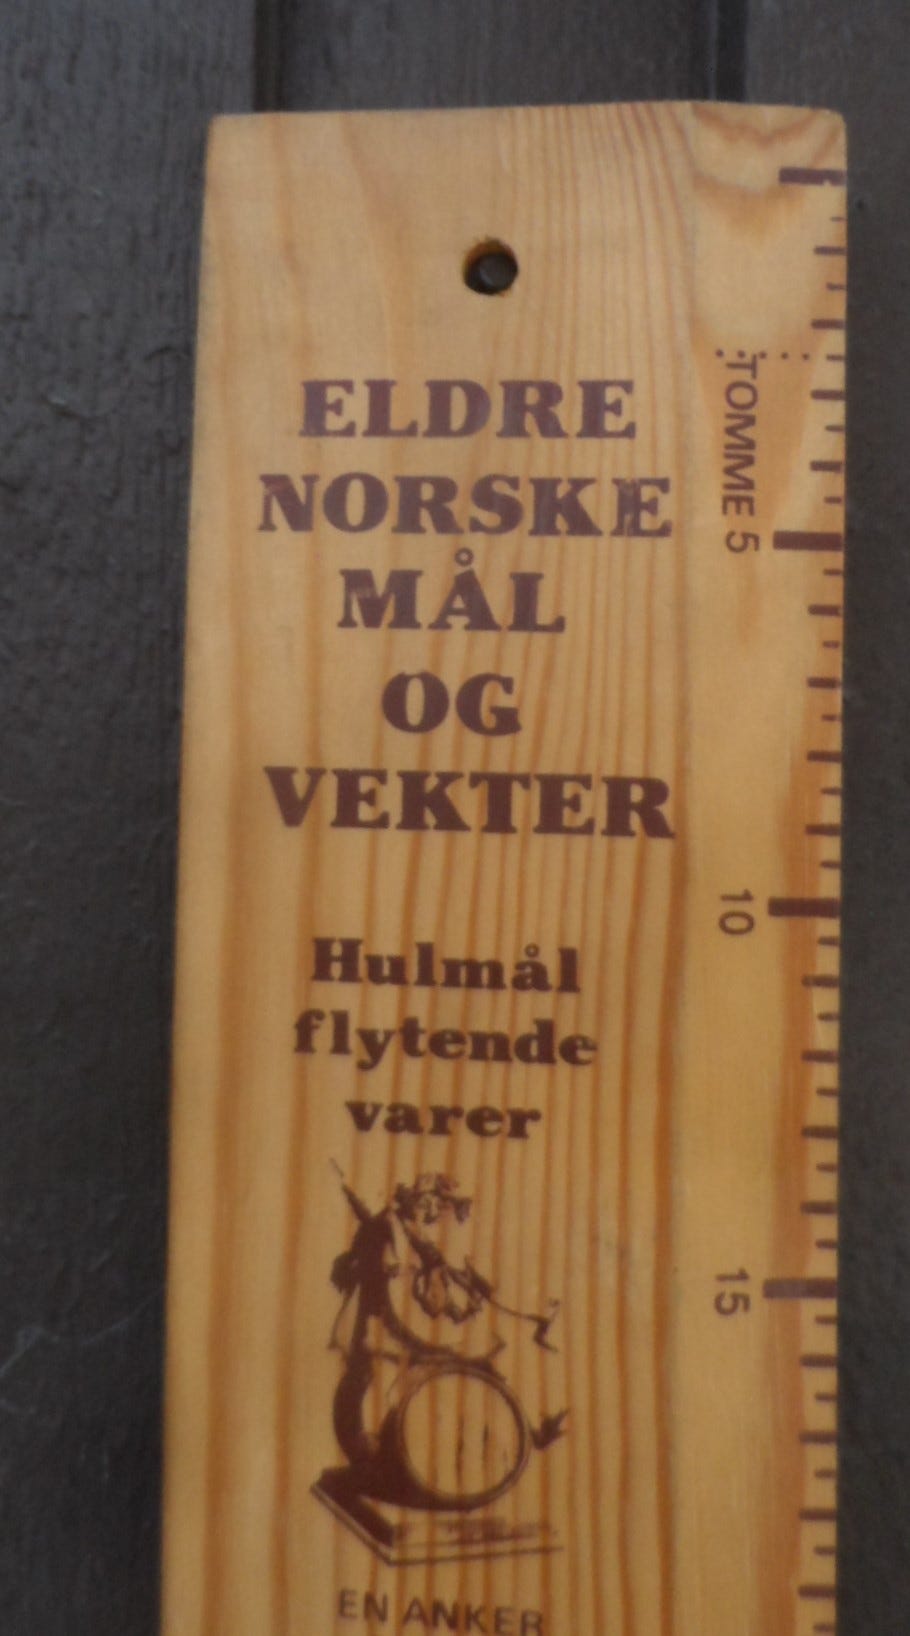 ELDRE
NORSKE
MÅL
OG
VEKTER
Hulmål
flytende
varer
EN ANKER
TOMME 5
10
15